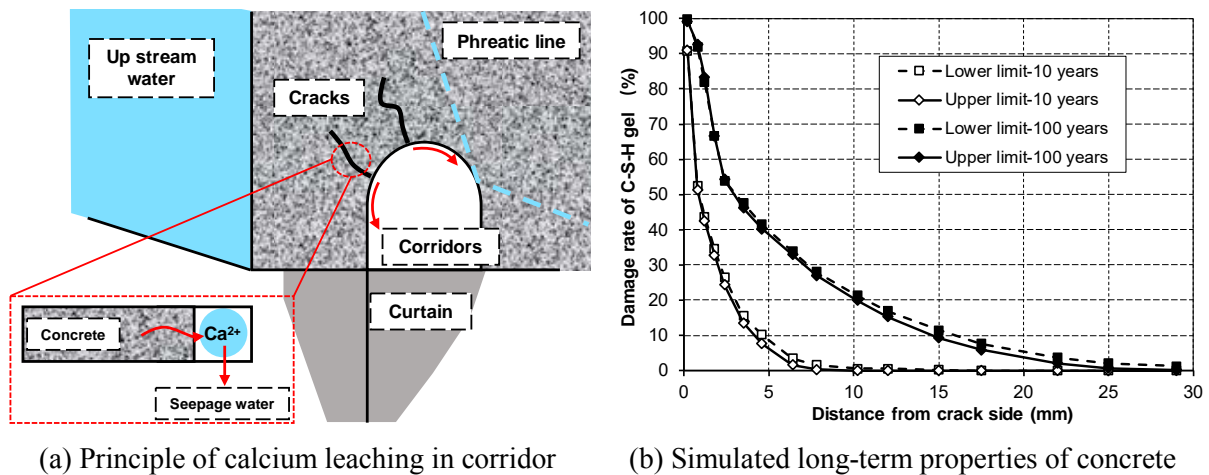 Up stream
water
Phreatic line
Cracks
Corridors
Curtain
Concrete
Ca²⁺
Seepage water
(a) Principle of calcium leaching in corridor
Damage rate of C-S-H gel (%)
100
90
80
70
60
50
40
30
20
10
0
Lower limit-10 years
Upper limit-10 years
Lower limit-100 years
Upper limit-100 years
0 5 10 15 20 25 30
Distance from crack side (mm)
(b) Simulated long-term properties of concrete